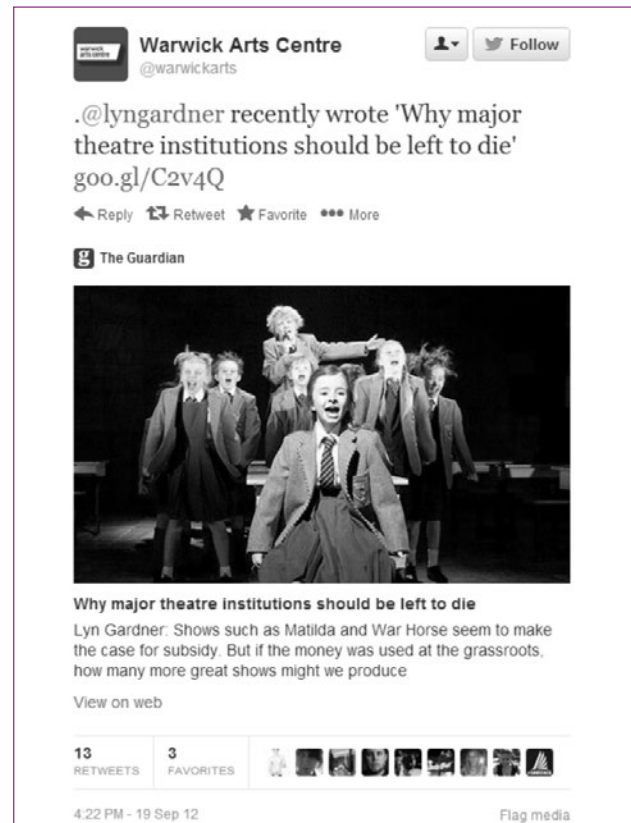 warwick
arts centre
Warwick Arts Centre
@warwickarts
Follow
.@lyngardner recently wrote 'Why major
theatre institutions should be left to die'
goo.gl/C2v4Q
Reply Retweet Favorite More
g The Guardian
Why major theatre institutions should be left to die
Lyn Gardner: Shows such as Matilda and War Horse seem to make
the case for subsidy. But if the money was used at the grassroots,
how many more great shows might we produce
View on web
13 3
RETWEETS FAVORITES
4:22 PM - 19 Sep 12 Flag media